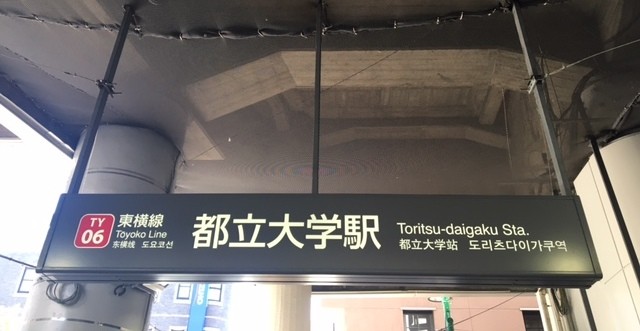 TY
06
東横線
Toyoko Line
东横线 도요코선
都立大学駅
Toritsu-daigaku Sta.
都立大学站 도리츠다이가쿠역